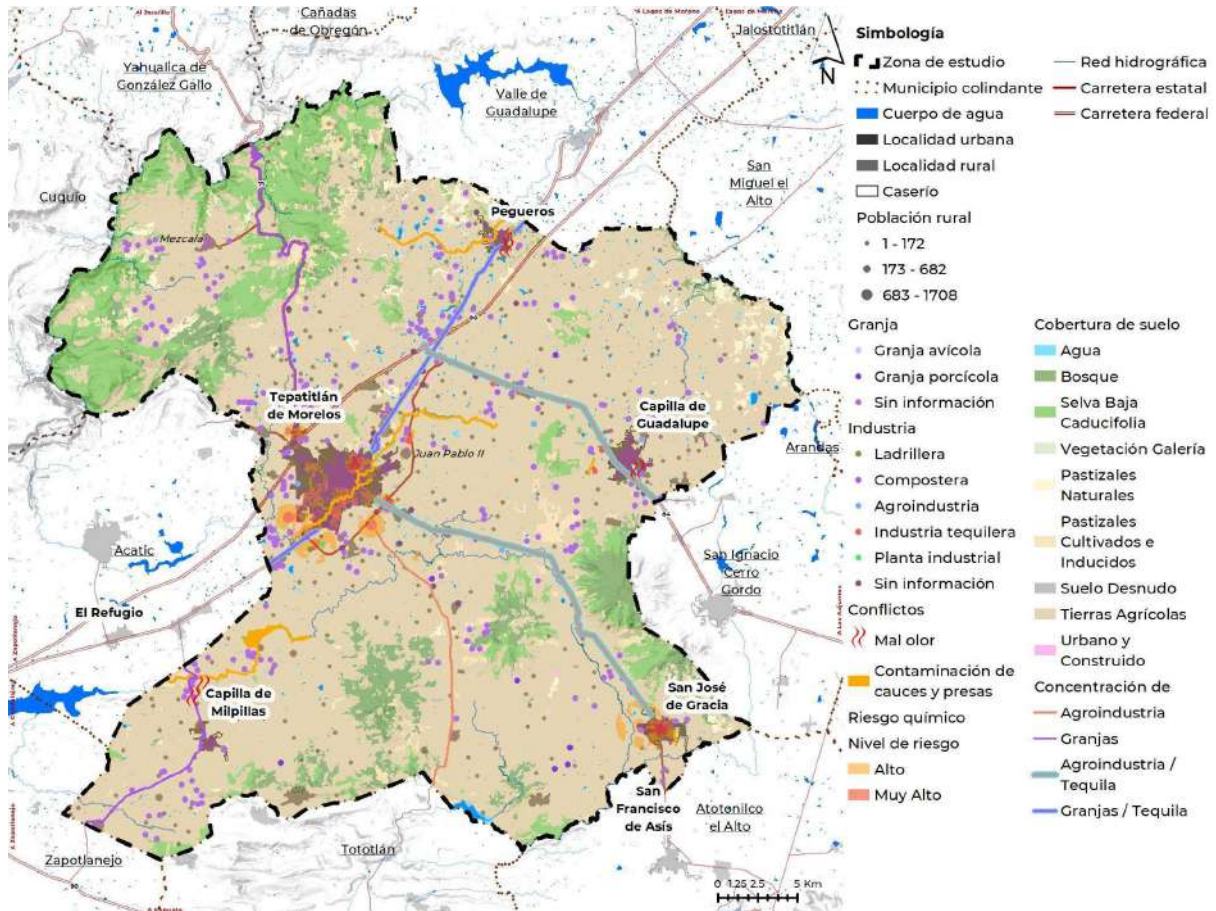 Cañadas
de Obregón
Jalostotitlán
Yahualica de
González Gallo
Valle de
Guadalupe
N
San
Miguel el
Alto
Cuquío
Pegueros
Mezcala
Tepatitlán
de Morelos
Capilla de
Guadalupe
Juan Pablo II
Arandas
Acatic
San Ignacio
Cerro
Gordo
El Refugio
Capilla de
Milpillas
San José
de Gracia
San
Francisco
de Asís
Atotonilco
el Alto
Zapotlanejo
Tototlán
0 1.25 2.5 5 Km
Simbología
Zona de estudio
Municipio colindante
Cuerpo de agua
Localidad urbana
Localidad rural
Caserío
Red hidrográfica
Carretera estatal
Carretera federal
Población rural
1 - 172
173 - 682
683 - 1708
Granja
Granja avícola
Granja porcícola
Sin información
Industria
Ladrillera
Compostera
Agroindustria
Industria tequilera
Planta industrial
Sin información
Conflictos
Mal olor
Contaminación de
cauces y presas
Riesgo químico
Nivel de riesgo
Alto
Muy Alto
Cobertura de suelo
Agua
Bosque
Selva Baja
Caducifolia
Vegetación Galería
Pastizales
Naturales
Pastizales
Cultivados e
Inducidos
Suelo Desnudo
Tierras Agrícolas
Urbano y
Construido
Concentración de
Agroindustria
Granjas
Agroindustria /
Tequila
Granjas / Tequila